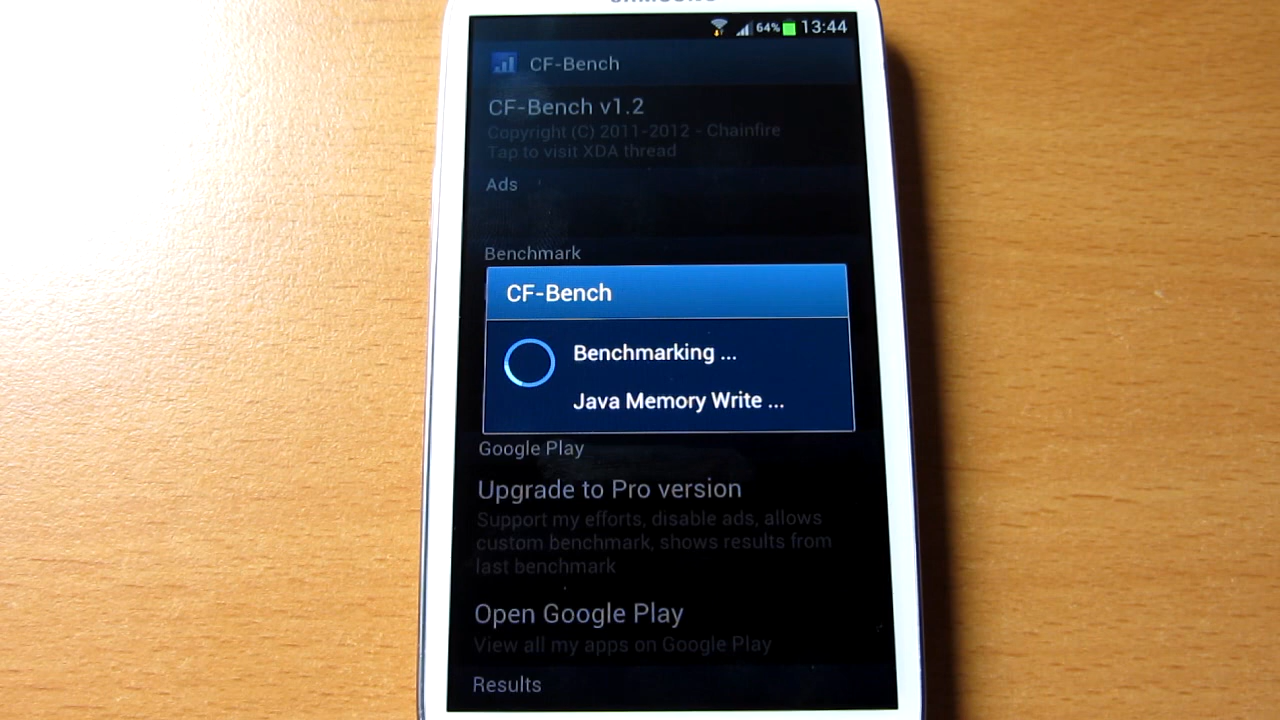 SAMSUNG
64% 13:44
CF-Bench
CF-Bench v1.2
Copyright (C) 2011-2012 - Chainfire
Tap to visit XDA thread
Ads
Benchmark
CF-Bench
Benchmarking ...
Java Memory Write ...
Google Play
Upgrade to Pro version
Support my efforts, disable ads, allows
custom benchmark, shows results from
last benchmark
Open Google Play
View all my apps on Google Play
Results